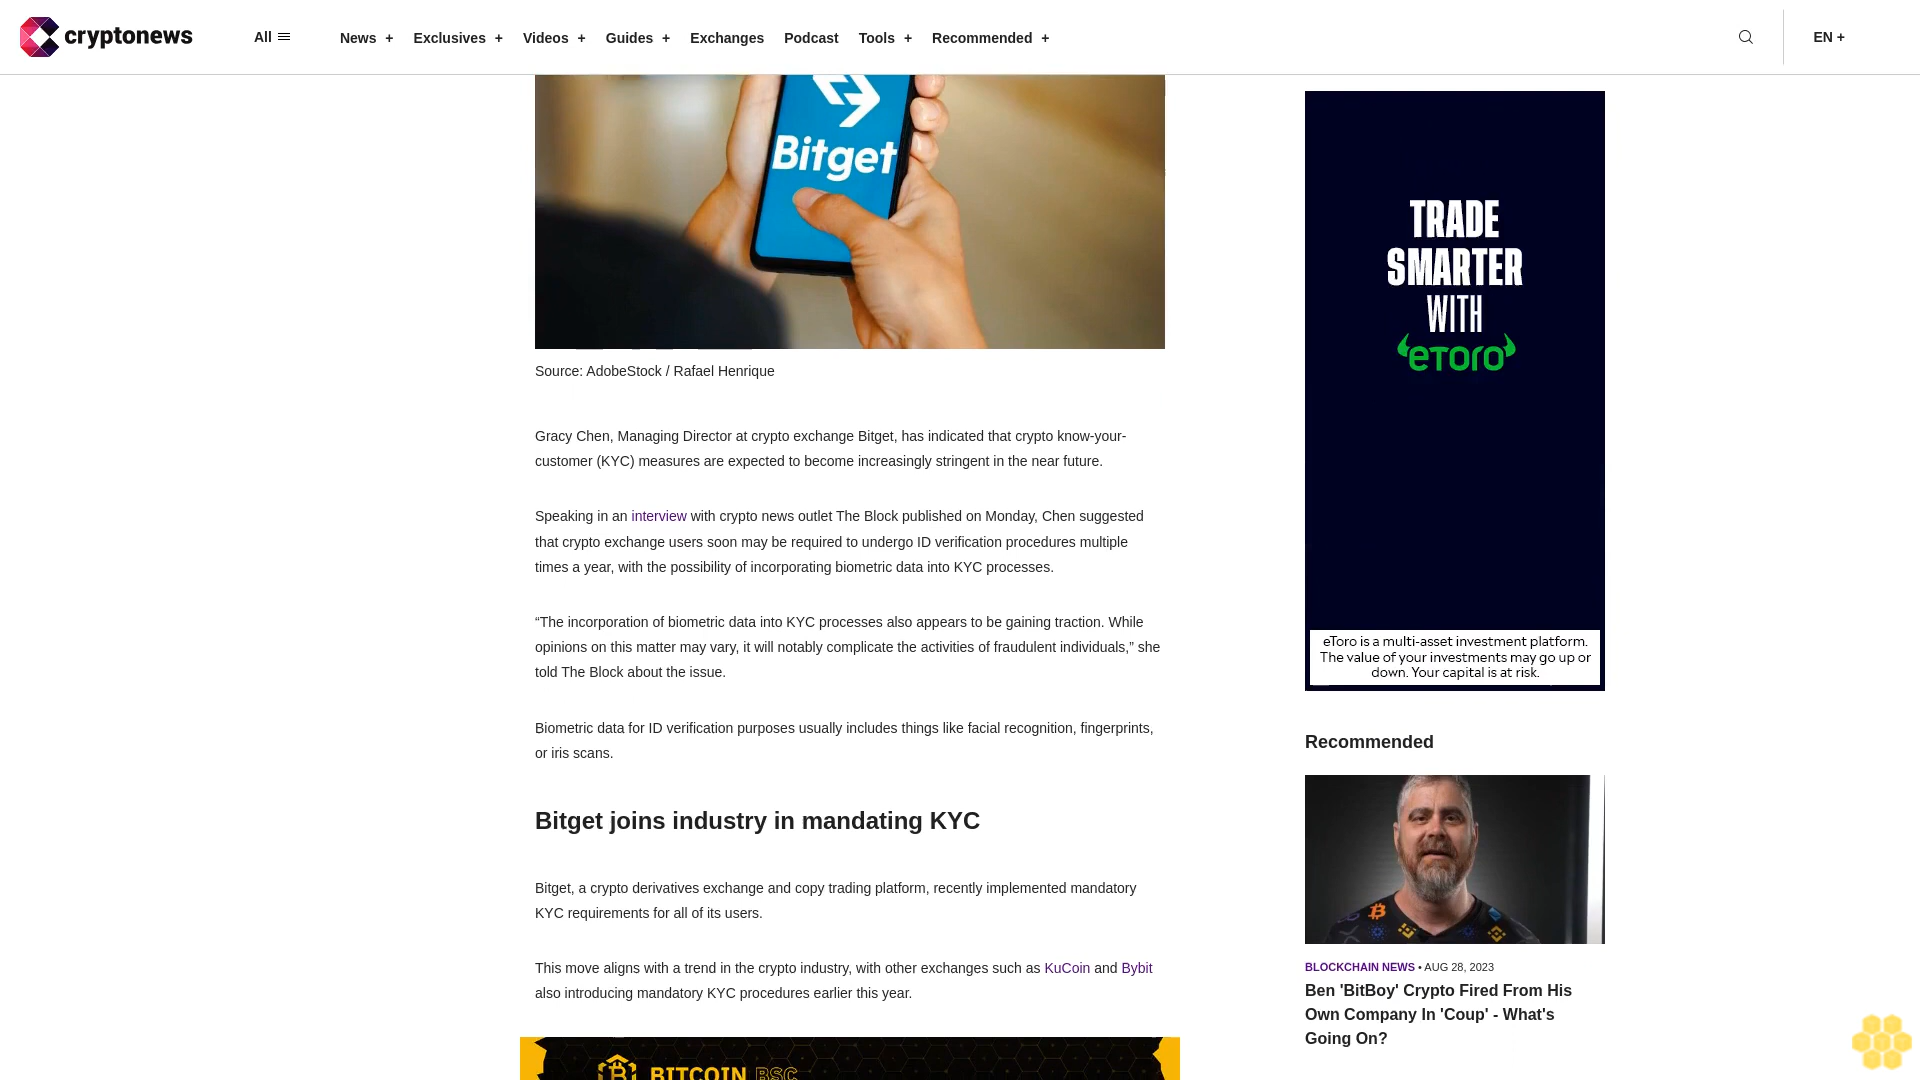 cryptonews
All
News +
Exclusives +
Videos +
Guides +
Exchanges
Podcast
Tools +
Recommended +
EN +
Bitget
Source: AdobeStock / Rafael Henrique
Gracy Chen, Managing Director at crypto exchange Bitget, has indicated that crypto know-your-
customer (KYC) measures are expected to become increasingly stringent in the near future.
Speaking in an interview with crypto news outlet The Block published on Monday, Chen suggested
that crypto exchange users soon may be required to undergo ID verification procedures multiple
times a year, with the possibility of incorporating biometric data into KYC processes.
“The incorporation of biometric data into KYC processes also appears to be gaining traction. While
opinions on this matter may vary, it will notably complicate the activities of fraudulent individuals,” she
told The Block about the issue.
Biometric data for ID verification purposes usually includes things like facial recognition, fingerprints,
or iris scans.
Bitget joins industry in mandating KYC
Bitget, a crypto derivatives exchange and copy trading platform, recently implemented mandatory
KYC requirements for all of its users.
This move aligns with a trend in the crypto industry, with other exchanges such as KuCoin and Bybit
also introducing mandatory KYC procedures earlier this year.
BITCOIN BSC
TRADE
SMARTER
WITH
eToro
eToro is a multi-asset investment platform.
The value of your investments may go up or
down. Your capital is at risk.
Recommended
BLOCKCHAIN NEWS • AUG 28, 2023
Ben 'BitBoy' Crypto Fired From His
Own Company In 'Coup' - What's
Going On?